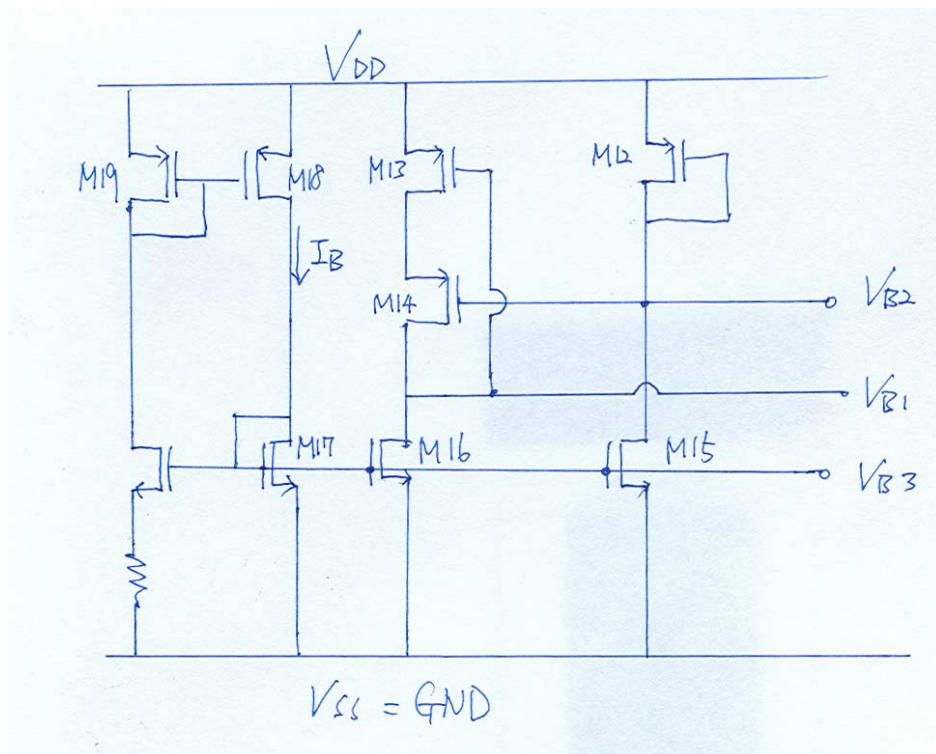 VDD
M19
M18
M13
M12
IB
M14
VB2
VB1
M17
M16
M15
VB3
VSS = GND